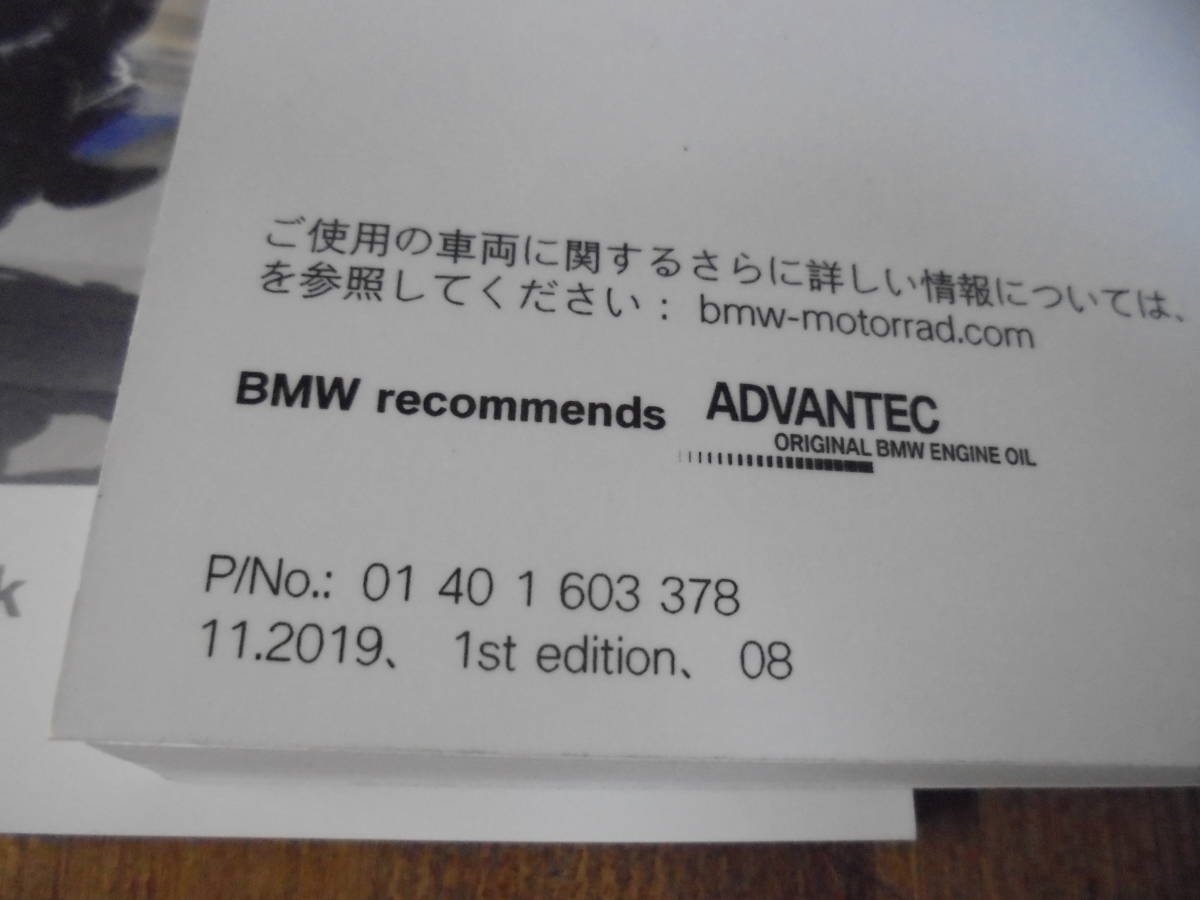 ご使用の車両に関するさらに詳しい情報については、
を参照してください： bmw-motorrad.com
BMW recommends ADVANTEC
ORIGINAL BMW ENGINE OIL
P/No.: 01 40 1 603 378
11.2019、 1st edition、 08
k